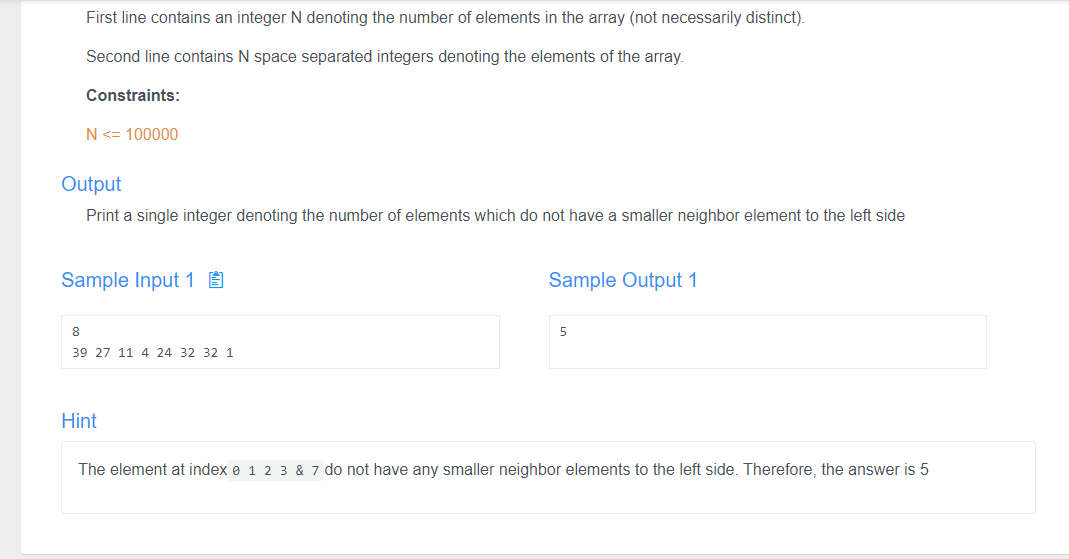 First line contains an integer N denoting the number of elements in the array (not necessarily distinct).
Second line contains N space separated integers denoting the elements of the array.
Constraints:
N <= 100000
Output
Print a single integer denoting the number of elements which do not have a smaller neighbor element to the left side
Sample Input 1
8
39 27 11 4 24 32 32 1
Sample Output 1
5
Hint
The element at index 0 1 2 3 & 7 do not have any smaller neighbor elements to the left side. Therefore, the answer is 5